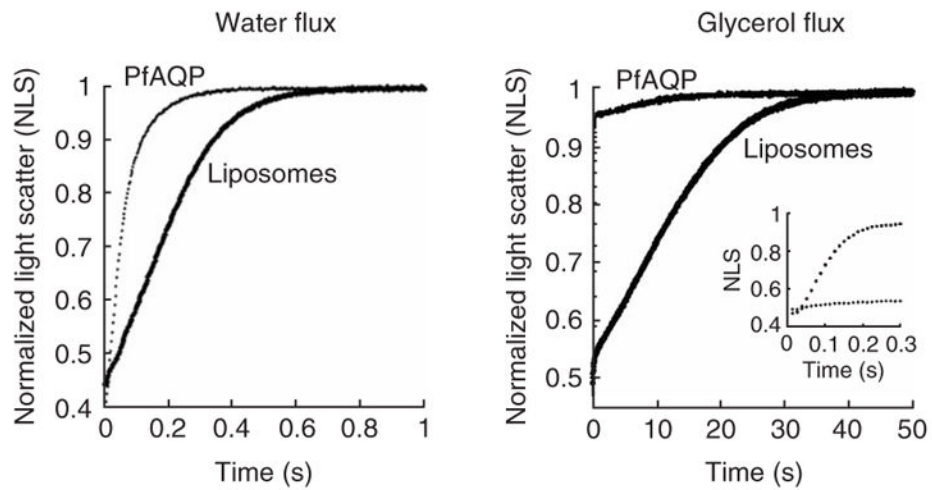 Water flux
Normalized light scatter (NLS)
1
0.9
0.8
0.7
0.6
0.5
0.4
PfAQP
Liposomes
0
0.2
0.4
0.6
0.8
1
Time (s)
Glycerol flux
Normalized light scatter (NLS)
1
0.9
0.8
0.7
0.6
0.5
PfAQP
Liposomes
NLS
1
0.8
0.6
0.4
0
0.1
0.2
0.3
Time (s)
0
10
20
30
40
50
Time (s)